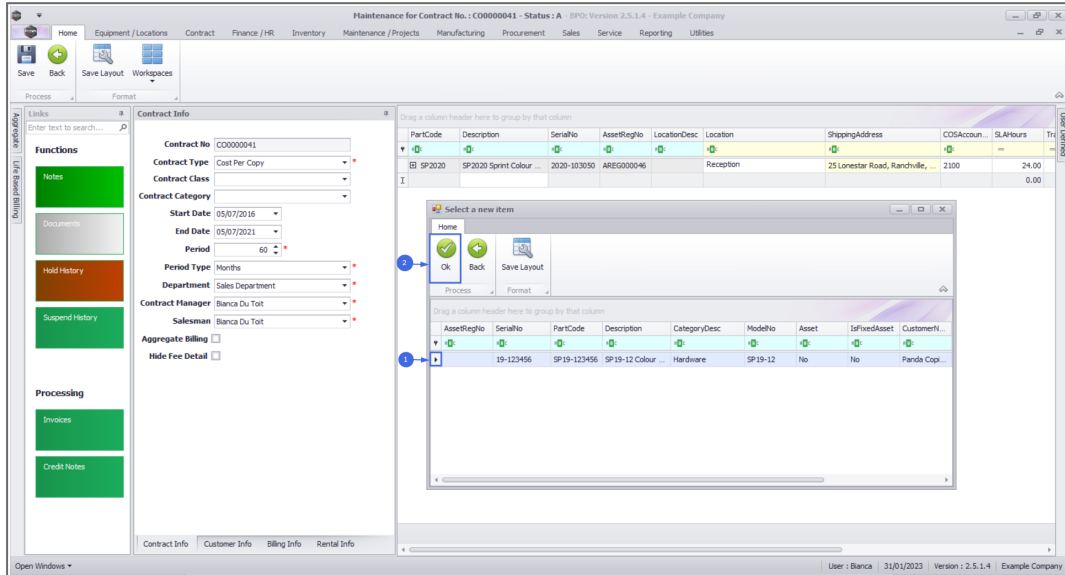 Maintenance for Contract No. : CO0000041 - Status : A - BPO: Version 2.5.1.4 - Example Company
Home Equipment / Locations Contract Finance / HR Inventory Maintenance / Projects Manufacturing Procurement Sales Service Reporting Utilities
Save Back Save Layout Workspaces
Process Format
Aggregate
Life Based Billing
Links
Enter text to search...
Functions
Notes
Documents
Hold History
Suspend History
Processing
Invoices
Credit Notes
Contract Info
Contract No CO0000041
Contract Type Cost Per Copy *
Contract Class
Contract Category
Start Date 05/07/2016
End Date 05/07/2021
Period 60 *
Period Type Months *
Department Sales Department *
Contract Manager Bianca Du Toit *
Salesman Bianca Du Toit *
Aggregate Billing
Hide Fee Detail
Contract Info Customer Info Billing Info Rental Info
Drag a column header here to group by that column
PartCode Description SerialNo AssetRegNo LocationDesc Location ShippingAddress COSAccoun... SLAHours Tra
SP2020 SP2020 Sprint Colour ... 2020-103050 AREG000046 Reception 25 Lonestar Road, Ranchville, ... 2100 24.00
0.00
User Defined
Select a new item
Home
2
Ok Back Save Layout
Process Format
Drag a column header here to group by that column
AssetRegNo SerialNo PartCode Description CategoryDesc ModelNo Asset IsFixedAsset CustomerN...
1
19-123456 SP19-123456 SP19-12 Colour ... Hardware SP19-12 No No Panda Copi...
Open Windows
User : Bianca 31/01/2023 Version : 2.5.1.4 Example Company